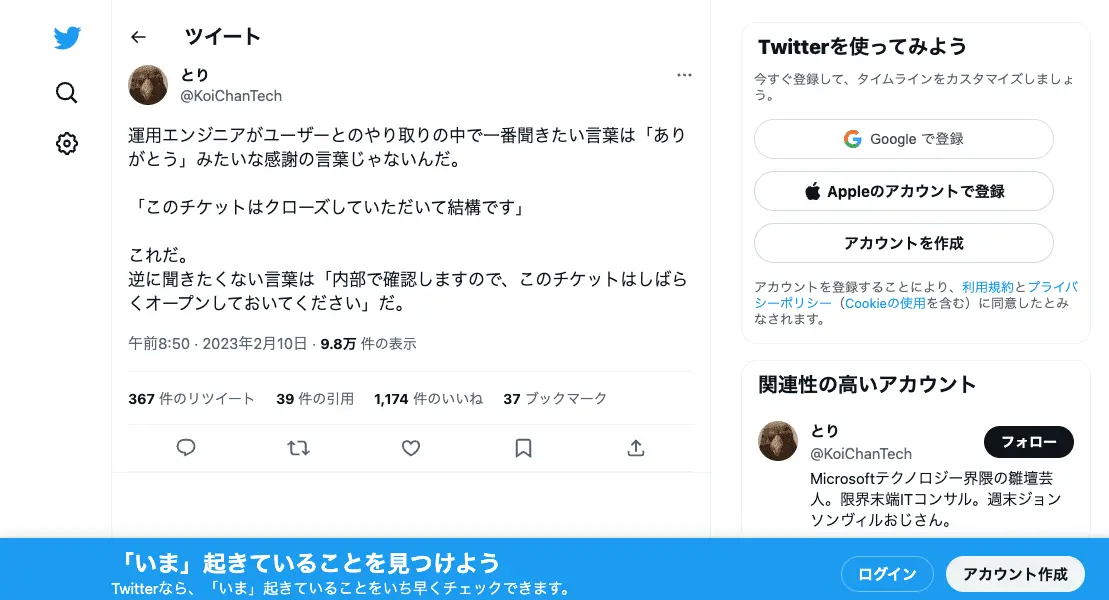 ツイート
とり
@KoiChanTech
運用エンジニアがユーザーとのやり取りの中で一番聞きたい言葉は「あり
がとう」みたいな感謝の言葉じゃないんだ。
「このチケットはクローズしていただいて結構です」
これだ。
逆に聞きたくない言葉は「内部で確認しますので、このチケットはしばら
くオープンしておいてください」だ。
午前8:50 · 2023年2月10日 · 9.8万 件の表示
367 件のリツイート 39 件の引用 1,174 件のいいね 37 ブックマーク
Twitterを使ってみよう
今すぐ登録して、タイムラインをカスタマイズしましょ
う。
Google で登録
Appleのアカウントで登録
アカウントを作成
アカウントを登録することにより、利用規約とプライバ
シーポリシー（Cookieの使用を含む）に同意したとみ
なされます。
関連性の高いアカウント
とり
@KoiChanTech
フォロー
Microsoftテクノロジー界隈の雛壇芸
人。限界末端ITコンサル。週末ジョン
ソンヴィルおじさん。
「いま」起きていることを見つけよう
Twitterなら、「いま」起きていることをいち早くチェックできます。
ログイン
アカウント作成